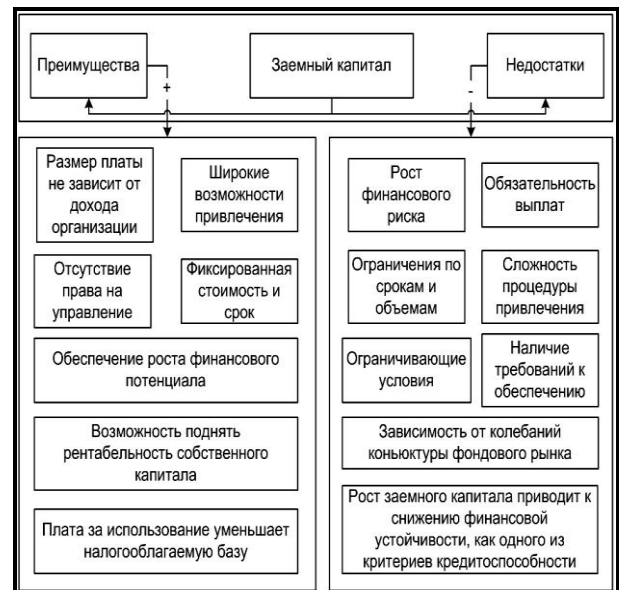 Преимущества
Заемный капитал
Недостатки
+
-
Размер платы
не зависит от
дохода
организации
Широкие
возможности
привлечения
Отсутствие
права на
управление
Фиксированная
стоимость и
срок
Обеспечение роста финансового
потенциала
Возможность поднять
рентабельность собственного
капитала
Плата за использование уменьшает
налогооблагаемую базу
Рост
финансового
риска
Обязательность
выплат
Ограничения по
срокам и
объемам
Сложность
процедуры
привлечения
Ограничивающие
условия
Наличие
требований к
обеспечению
Зависимость от колебаний
коньюктуры фондового рынка
Рост заемного капитала приводит к
снижению финансовой
устойчивости, как одного из
критериев кредитоспособности